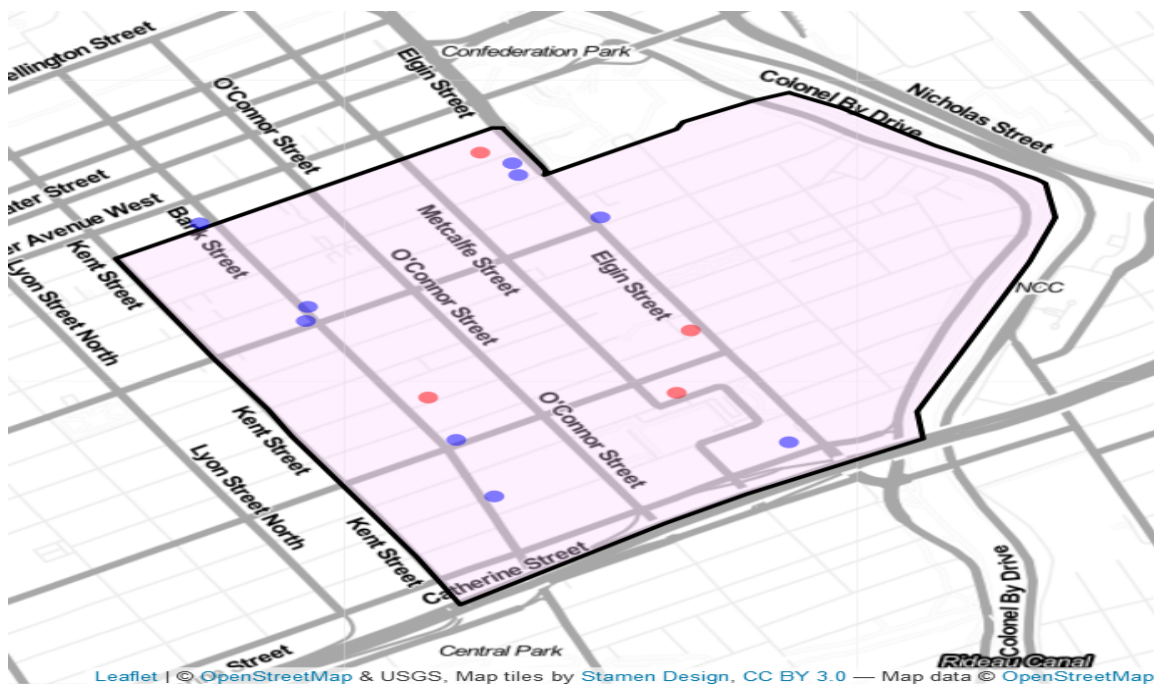 ellington Street
Confederation Park
Elgin Street
O'Connor Street
Colonel By Drive
Nicholas Street
ater Street
er Avenue West
Bank Street
Metcalfe Street
Kent Street
O'Connor Street
Elgin Street
Lyon Street North
NCC
Kent Street
O'Connor Street
Lyon Street North
Kent Street
therine Street
Colonel By Drive
Central Park
Street
Rideau Canal
Leaflet | © OpenStreetMap & USGS, Map tiles by Stamen Design, CC BY 3.0 — Map data © OpenStreetMap